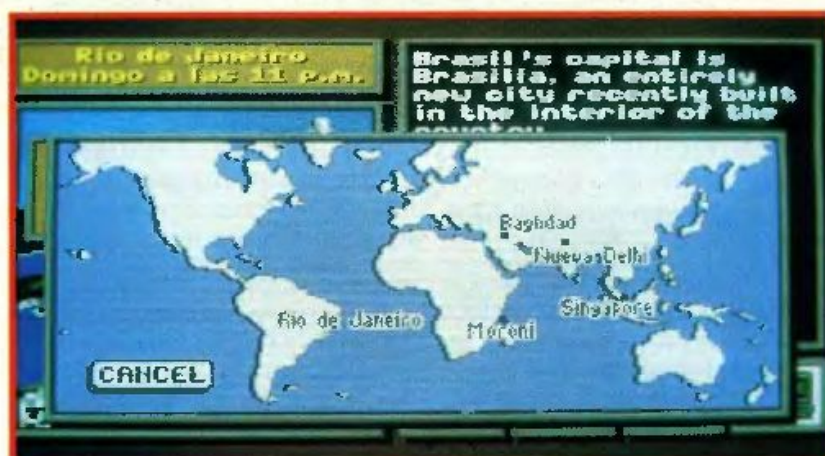 Rio de Janeiro
Domingo a las 11 p.m.
Brasil's capital is
Brasilia, an entirely
new city recently built
in the interior of the
country
Baghdad
Nueva Delhi
Rio de Janeiro
Moroni
Singapore
CANCEL